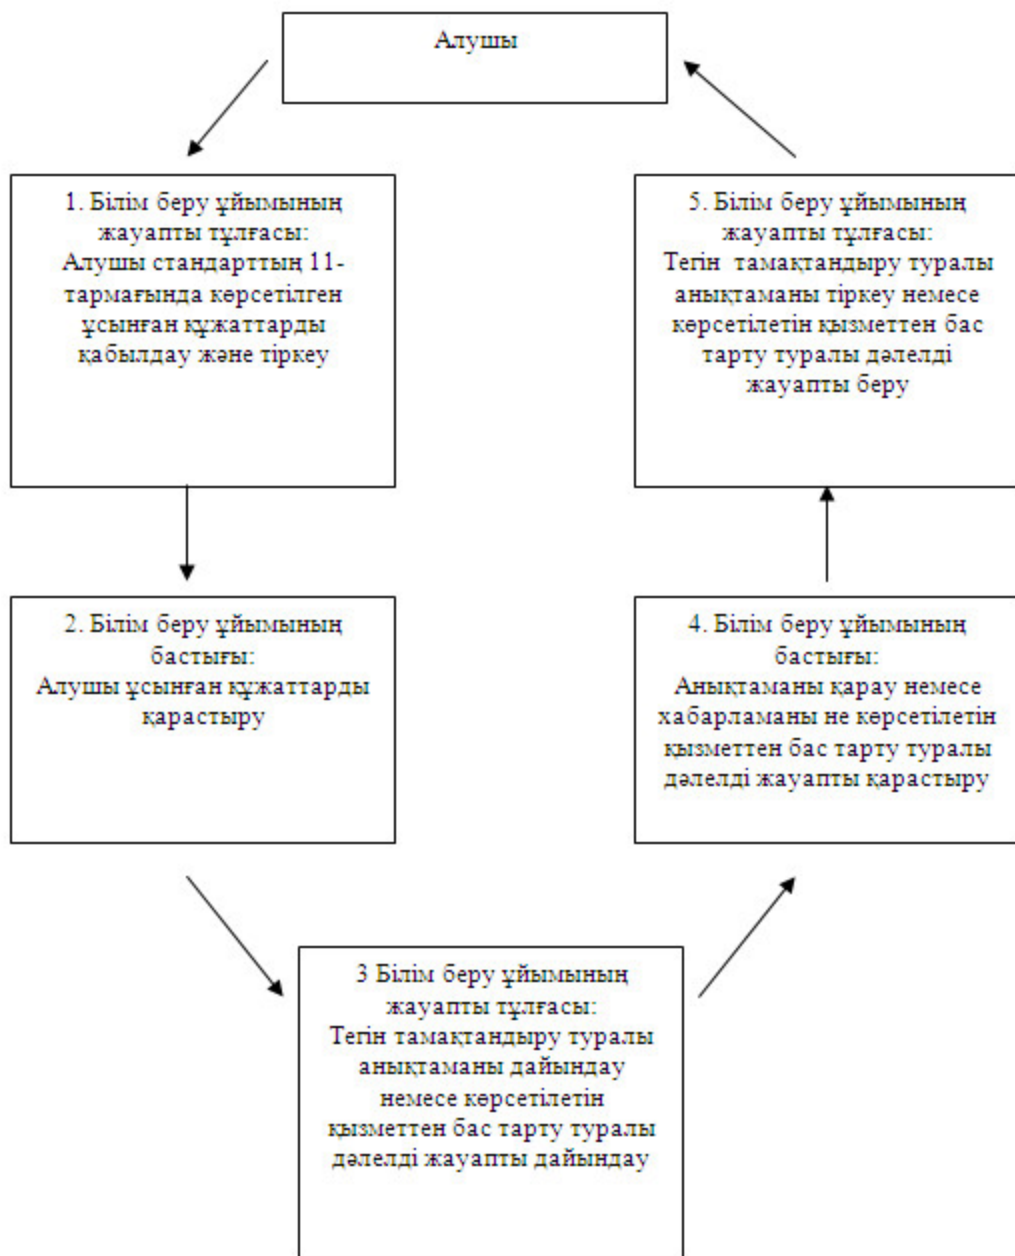 Алушы
1. Білім беру ұйымының
жауапты тұлғасы:
Алушы стандарттың 11-
тармағында көрсетілген
ұсынған құжаттарды
қабылдау және тіркеу
2. Білім беру ұйымының
бастығы:
Алушы ұсынған құжаттарды
қарастыру
3 Білім беру ұйымының
жауапты тұлғасы:
Тегін тамақтандыру туралы
анықтаманы дайындау
немесе көрсетілетін
қызметтен бас тарту туралы
дәлелді жауапты дайындау
4. Білім беру ұйымының
бастығы:
Анықтаманы қарау немесе
хабарламаны не көрсетілетін
қызметтен бас тарту туралы
дәлелді жауапты қарастыру
5. Білім беру ұйымының
жауапты тұлғасы:
Тегін  тамақтандыру туралы
анықтаманы тіркеу немесе
көрсетілетін қызметтен бас
тарту туралы дәлелді
жауапты беру